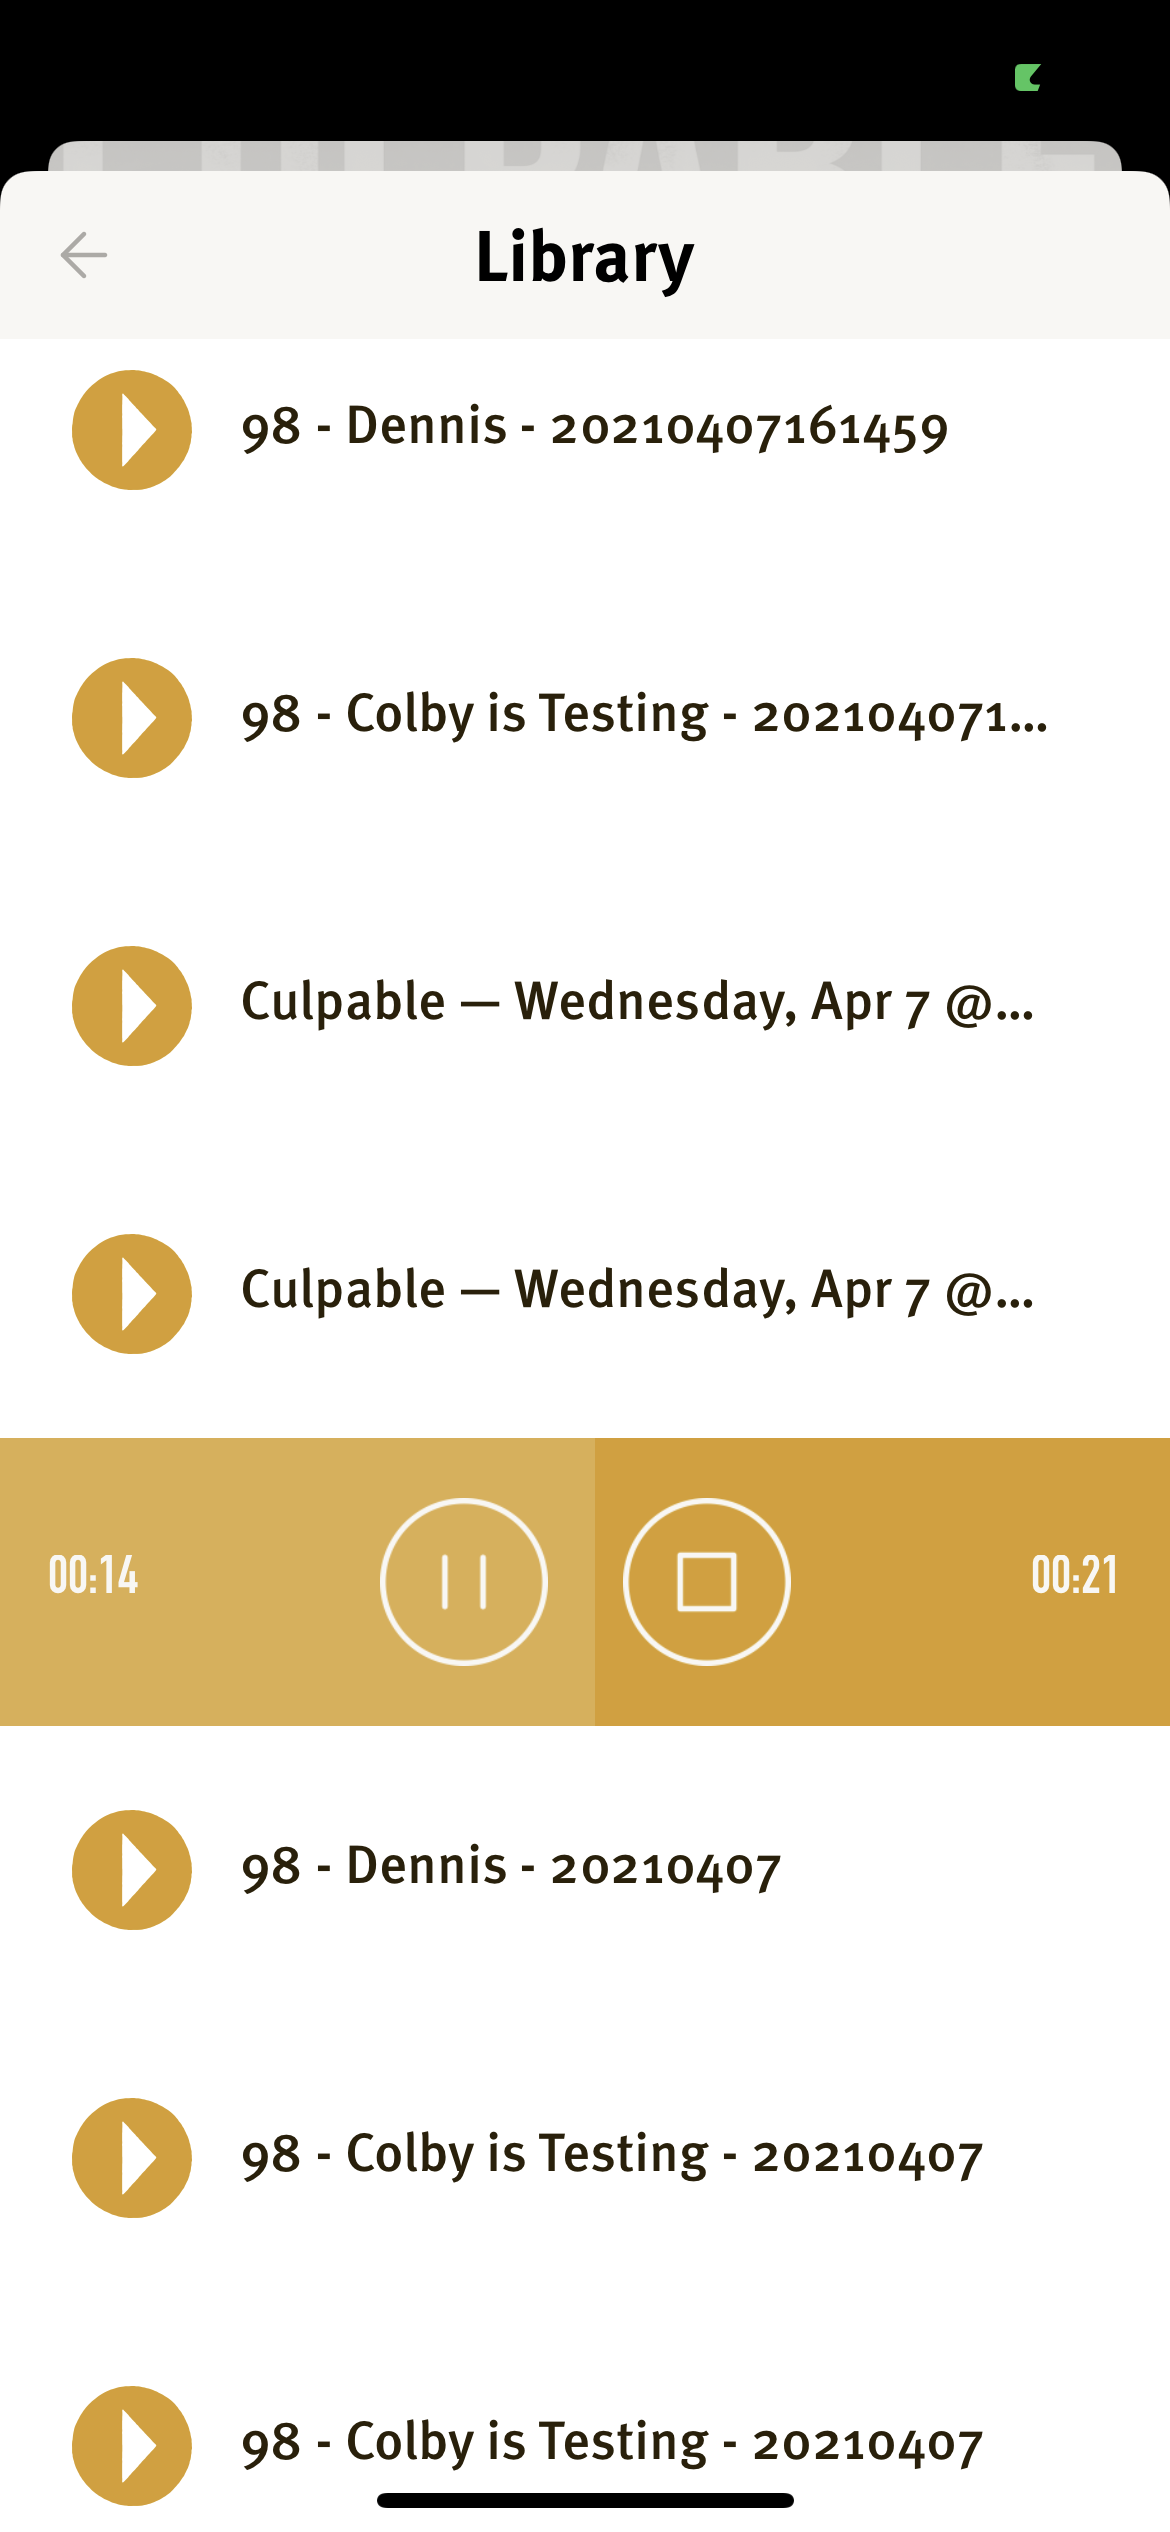 Library
98 - Dennis - 20210407161459
98 - Colby is Testing - 202104071...
Culpable — Wednesday, Apr 7 @...
Culpable — Wednesday, Apr 7 @...
00:14 00:21
98 - Dennis - 20210407
98 - Colby is Testing - 20210407
98 - Colby is Testing - 20210407